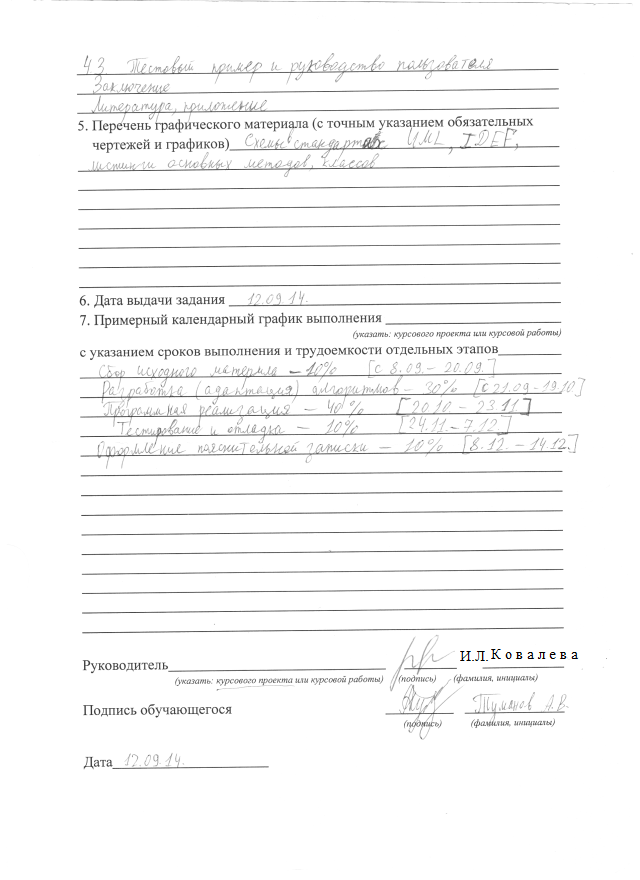 4.3 Тестовый пример и руководство пользователя
Заключение
Литература, приложение
5. Перечень графического материала (с точным указанием обязательных
чертежей и графиков) Схемы в стандартах UML, IDEF,
листинги основных методов, классов
6. Дата выдачи задания 12.09.14.
7. Примерный календарный график выполнения
(указать: курсового проекта или курсовой работы)
с указанием сроков выполнения и трудоемкости отдельных этапов
Сбор исходного материла – 10% [с 8.09. – 20.09.]
Разработка (адаптация) алгоритмов – 30% [с 21.09 – 19.10]
Программная реализация – 40% [20.10 – 23.11]
Тестирование и отладка – 10% [24.11 – 7.12]
Оформление пояснительной записки – 10% [8.12. – 14.12.]
Руководитель И.Л. Ковалева
(указать: курсового проекта или курсовой работы) (подпись) (фамилия, инициалы)
Подпись обучающегося Туманов А.В.
(подпись) (фамилия, инициалы)
Дата 12.09.14.